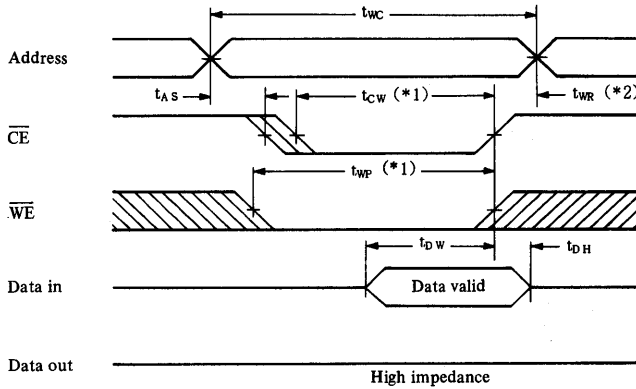 tWC
Address
tAS
tCW (*1)
tWR (*2)
CE
tWP (*1)
WE
tDW
tDH
Data in
Data valid
Data out
High impedance